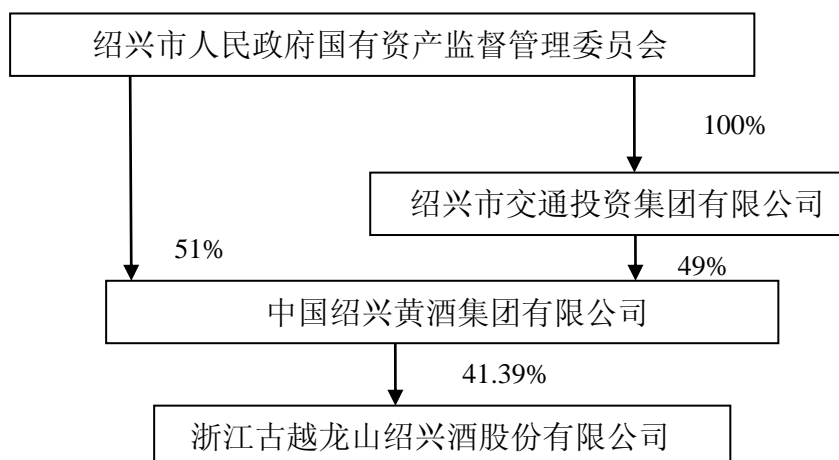 绍兴市人民政府国有资产监督管理委员会
100%
绍兴市交通投资集团有限公司
51%
49%
中国绍兴黄酒集团有限公司
41.39%
浙江古越龙山绍兴酒股份有限公司